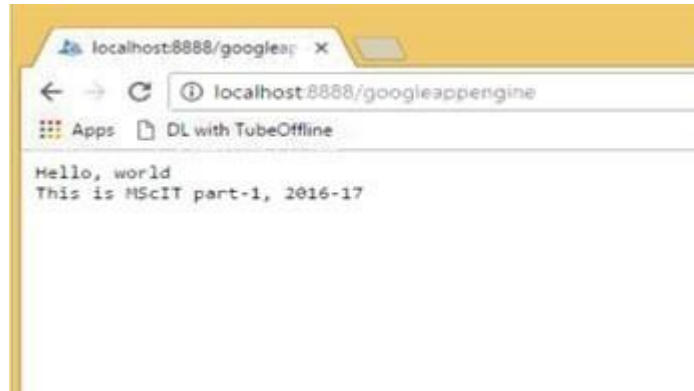 localhost:8888/googleap
localhost:8888/googleappengine
Apps DL with TubeOffline
Hello, world
This is MScIT part-1, 2016-17